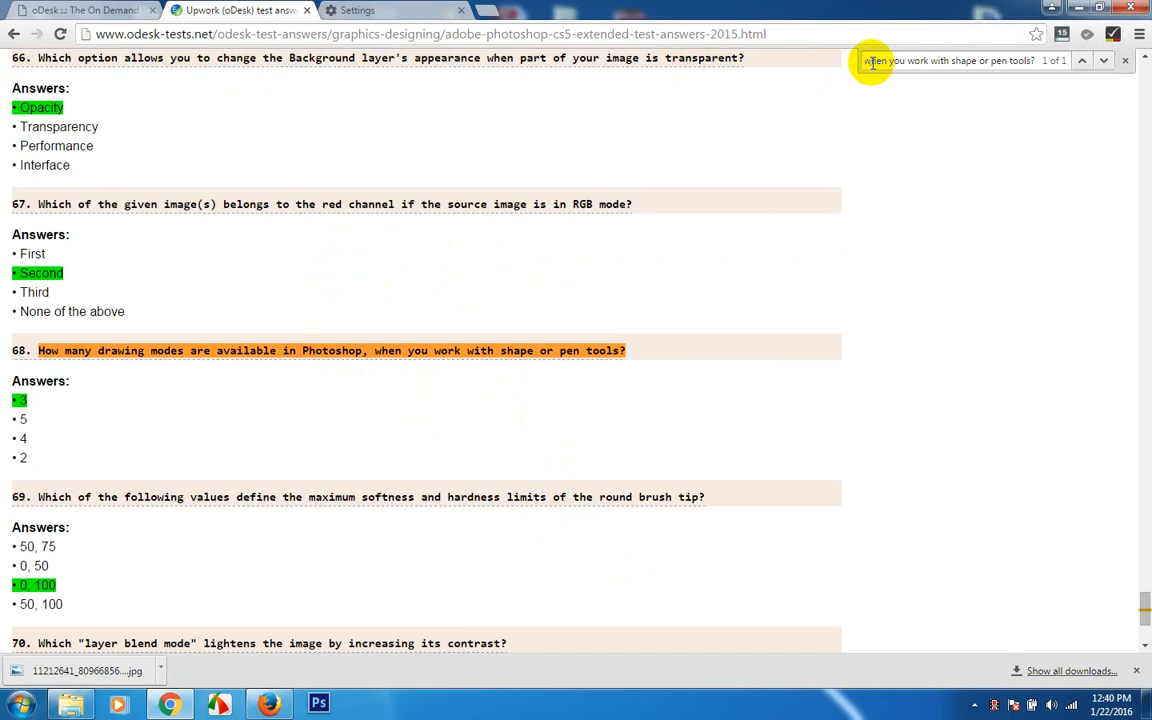 oDesk :: The On Demand
Upwork (oDesk) test answ
Settings
www.odesk-tests.net/odesk-test-answers/graphics-designing/adobe-photoshop-cs5-extended-test-answers-2015.html
15
when you work with shape or pen tools? 1 of 1
66. Which option allows you to change the Background layer's appearance when part of your image is transparent?
Answers:
• Opacity
• Transparency
• Performance
• Interface
67. Which of the given image(s) belongs to the red channel if the source image is in RGB mode?
Answers:
• First
• Second
• Third
• None of the above
68. How many drawing modes are available in Photoshop, when you work with shape or pen tools?
Answers:
• 3
• 5
• 4
• 2
69. Which of the following values define the maximum softness and hardness limits of the round brush tip?
Answers:
• 50, 75
• 0, 50
• 0, 100
• 50, 100
70. Which "layer blend mode" lightens the image by increasing its contrast?
11212641_80966856....jpg
Show all downloads...
Ps
12:40 PM
1/22/2016